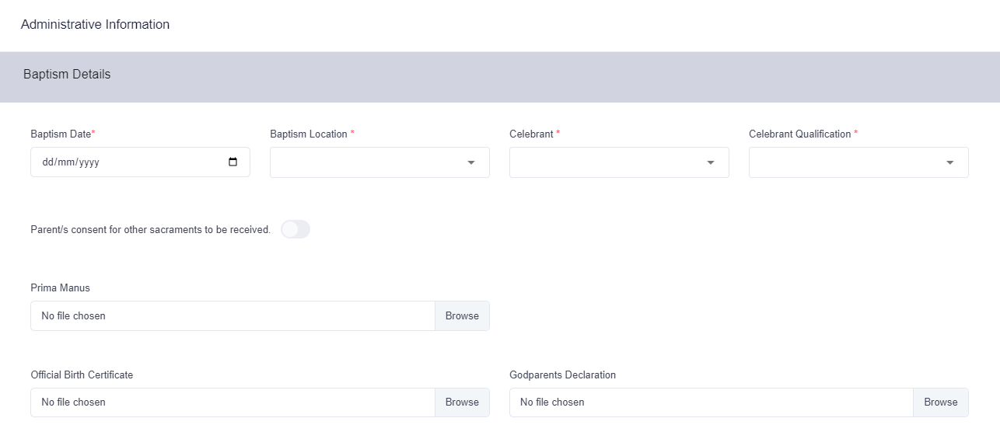 Administrative Information
Baptism Details
Baptism Date* Baptism Location * Celebrant * Celebrant Qualification *
dd/mm/yyyy
Parent/s consent for other sacraments to be received.
Prima Manus
No file chosen Browse
Official Birth Certificate Godparents Declaration
No file chosen Browse No file chosen Browse